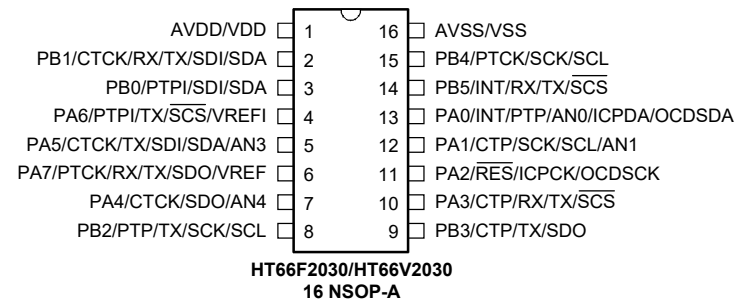 AVDD/VDD 1 16 AVSS/VSS
PB1/CTCK/RX/TX/SDI/SDA 2 15 PB4/PTCK/SCK/SCL
PB0/PTPI/SDI/SDA 3 14 PB5/INT/RX/TX/SCS
PA6/PTPI/TX/SCS/VREFI 4 13 PA0/INT/PTP/AN0/ICPDA/OCDSDA
PA5/CTCK/TX/SDI/SDA/AN3 5 12 PA1/CTP/SCK/SCL/AN1
PA7/PTCK/RX/TX/SDO/VREF 6 11 PA2/RES/ICPCK/OCDSCK
PA4/CTCK/SDO/AN4 7 10 PA3/CTP/RX/TX/SCS
PB2/PTP/TX/SCK/SCL 8 9 PB3/CTP/TX/SDO
HT66F2030/HT66V2030
16 NSOP-A